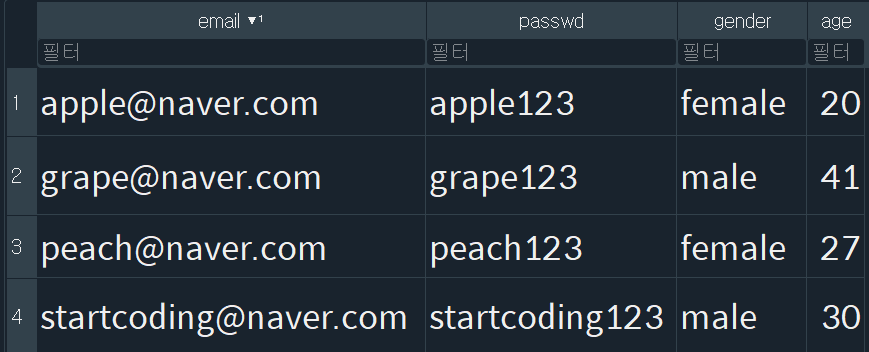 email ▼¹ passwd gender age
필터 필터 필터 필터
1 apple@naver.com apple123 female 20
2 grape@naver.com grape123 male 41
3 peach@naver.com peach123 female 27
4 startcoding@naver.com startcoding123 male 30